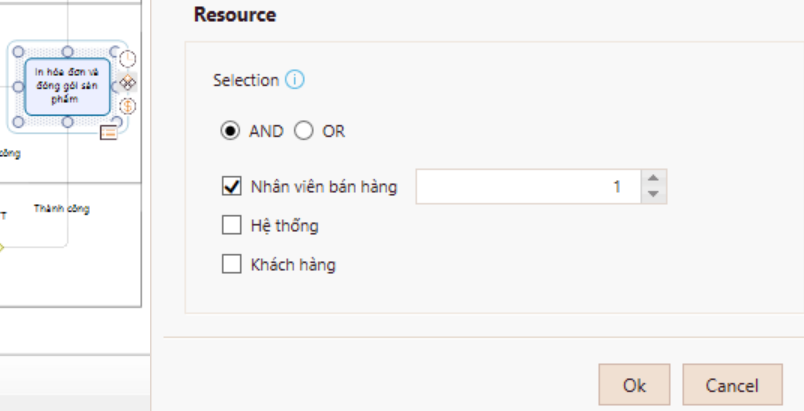 Resource
In hóa đơn và
đóng gói sản
phẩm
Selection
AND
OR
công
Nhân viên bán hàng
1
T
Thành công
Hệ thống
Khách hàng
Ok
Cancel